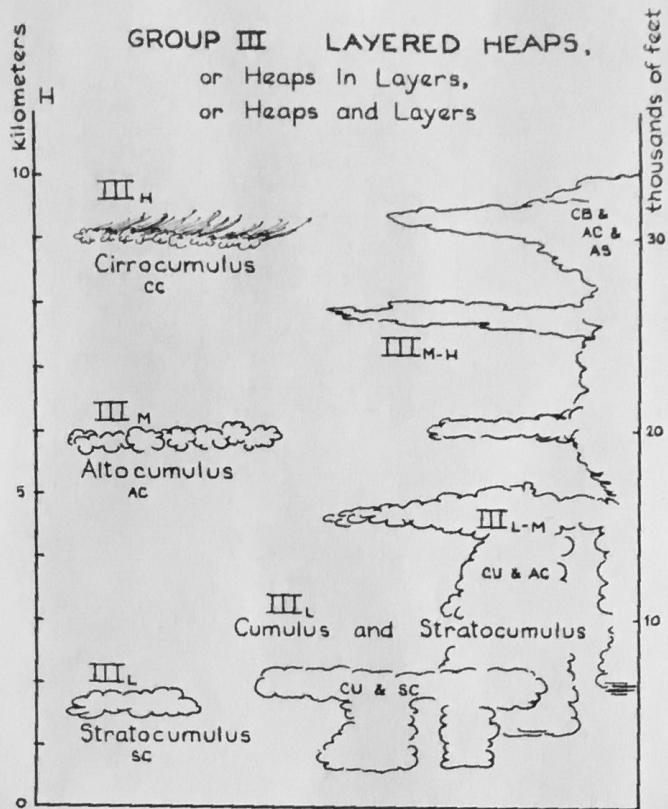 GROUP III LAYERED HEAPS,
or Heaps In Layers,
or Heaps and Layers
kilometers
H
thousands of feet
10
III H
CB &
AC &
AS
30
Cirrocumulus
CC
III M-H
III M
20
Altocumulus
AC
5
III L-M
CU & AC
III L
Cumulus and Stratocumulus
10
III L
CU & SC
Stratocumulus
SC
0